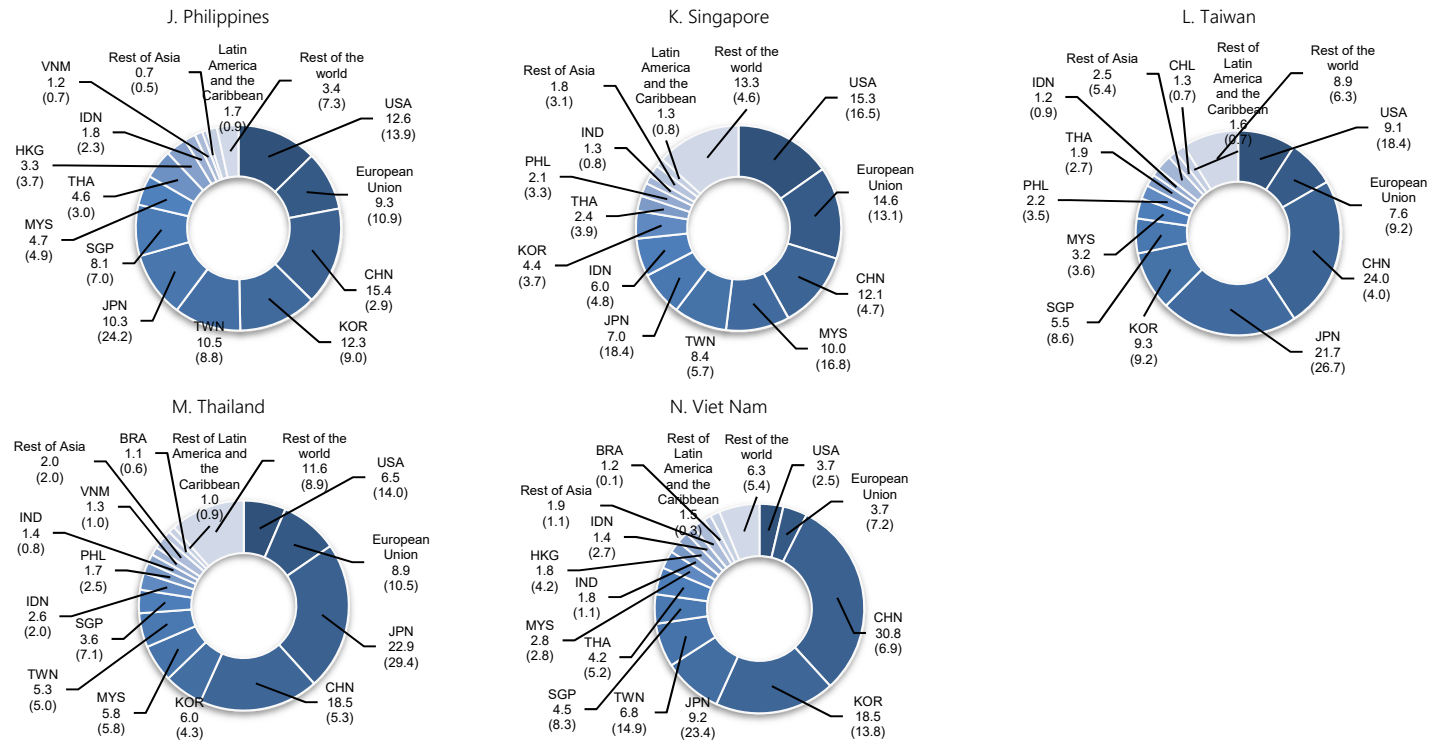 J. Philippines
VNM
1.2
(0.7)
Rest of Asia
0.7
(0.5)
Latin
America
and the
Caribbean
1.7
(0.9)
Rest of the
world
3.4
(7.3)
USA
12.6
(13.9)
European
Union
9.3
(10.9)
CHN
15.4
(2.9)
KOR
12.3
(9.0)
TWN
10.5
(8.8)
JPN
10.3
(24.2)
SGP
8.1
(7.0)
MYS
4.7
(4.9)
THA
4.6
(3.0)
HKG
3.3
(3.7)
IDN
1.8
(2.3)
K. Singapore
Rest of Asia
1.8
(3.1)
Latin
America
and the
Caribbean
1.3
(0.8)
Rest of the
world
13.3
(4.6)
USA
15.3
(16.5)
European
Union
14.6
(13.1)
CHN
12.1
(4.7)
MYS
10.0
(16.8)
TWN
8.4
(5.7)
JPN
7.0
(18.4)
IDN
6.0
(4.8)
KOR
4.4
(3.7)
THA
2.4
(3.9)
PHL
2.1
(3.3)
IND
1.3
(0.8)
L. Taiwan
Rest of Asia
2.5
(5.4)
CHL
1.3
(0.7)
Rest of
Latin
America
and the
Caribbean
1.6
(0.7)
Rest of the
world
8.9
(6.3)
USA
9.1
(18.4)
European
Union
7.6
(9.2)
CHN
24.0
(4.0)
JPN
21.7
(26.7)
KOR
9.3
(9.2)
SGP
5.5
(8.6)
MYS
3.2
(3.6)
PHL
2.2
(3.5)
THA
1.9
(2.7)
IDN
1.2
(0.9)
M. Thailand
Rest of Asia
2.0
(2.0)
BRA
1.1
(0.6)
Rest of Latin
America and
the
Caribbean
1.0
(0.9)
Rest of the
world
11.6
(8.9)
USA
6.5
(14.0)
European
Union
8.9
(10.5)
JPN
22.9
(29.4)
CHN
18.5
(5.3)
KOR
6.0
(4.3)
MYS
5.8
(5.8)
TWN
5.3
(5.0)
SGP
3.6
(7.1)
IDN
2.6
(2.0)
PHL
1.7
(2.5)
IND
1.4
(0.8)
VNM
1.3
(1.0)
N. Viet Nam
BRA
1.2
(0.1)
Rest of
Latin
America
and the
Caribbean
1.5
(0.3)
Rest of the
world
6.3
(5.4)
USA
3.7
(2.5)
European
Union
3.7
(7.2)
CHN
30.8
(6.9)
KOR
18.5
(13.8)
JPN
9.2
(23.4)
TWN
6.8
(14.9)
SGP
4.5
(8.3)
THA
4.2
(5.2)
MYS
2.8
(2.8)
IND
1.8
(1.1)
HKG
1.8
(4.2)
IDN
1.4
(2.7)
Rest of Asia
1.9
(1.1)